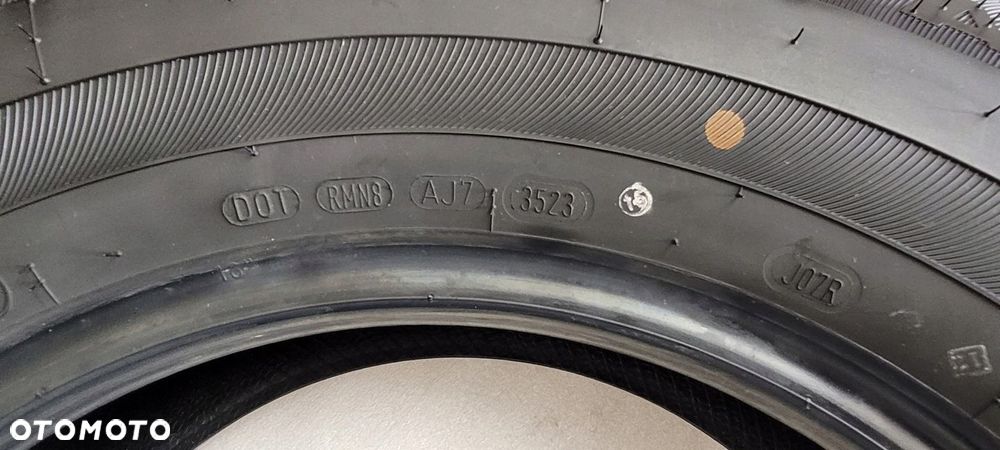 DOT RMN8 AJ7 3523
J07R
OTOMOTO